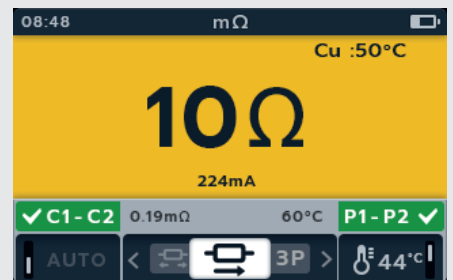 08:48 mΩ
Cu :50°C
10Ω
224mA
C1-C2 0.19mΩ 60°C P1-P2
AUTO < 3P > 44°C